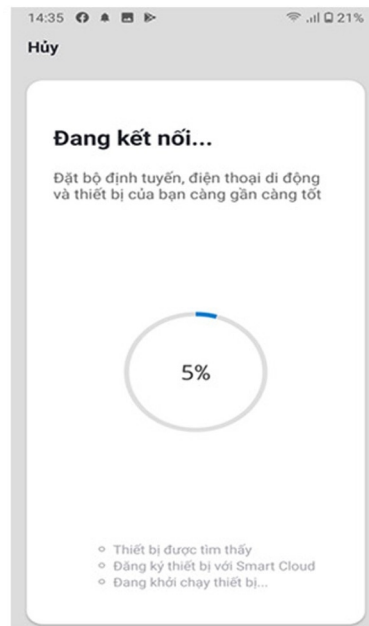 14:35 21%
Hủy
Đang kết nối...
Đặt bộ định tuyến, điện thoại di động
và thiết bị của bạn càng gần càng tốt
5%
Thiết bị được tìm thấy
Đăng ký thiết bị với Smart Cloud
Đang khởi chạy thiết bị...